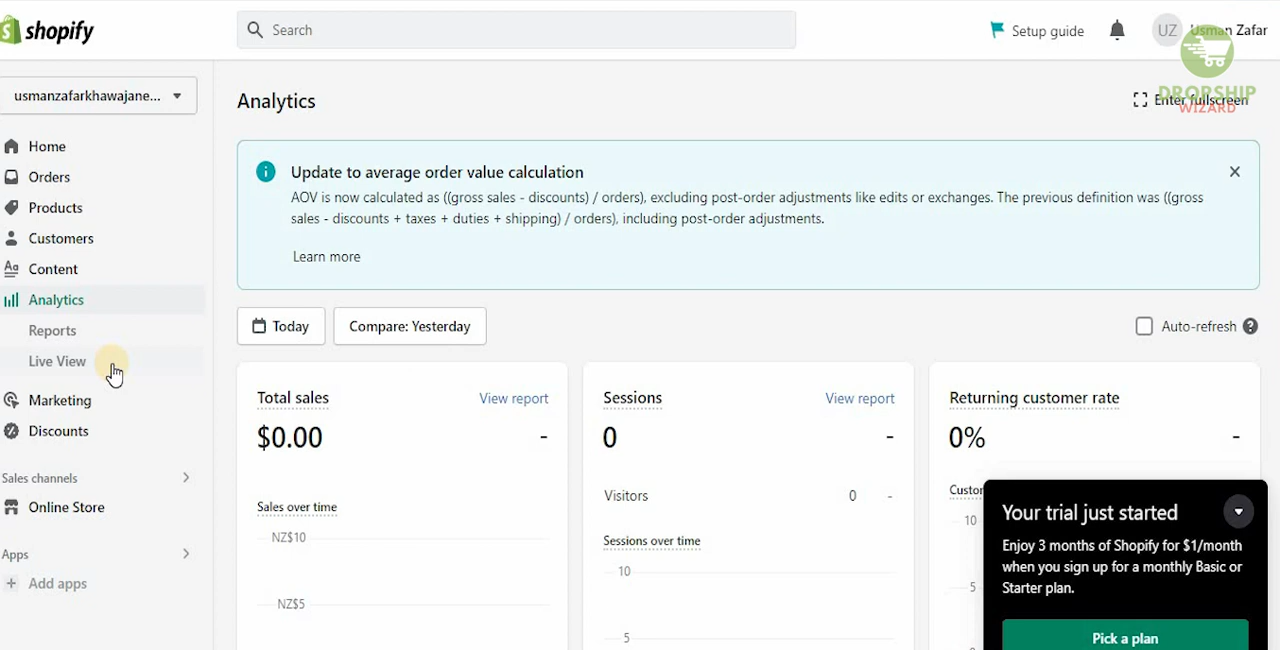 shopify
Search
Setup guide
UZ
Usman Zafar
DROPSHIP
WIZARD
usmanzafarkhawajane...
Analytics
Enter fullscreen
Home
Orders
Products
Customers
Content
Analytics
Reports
Live View
Marketing
Discounts
Sales channels
Online Store
Apps
Add apps
Update to average order value calculation
AOV is now calculated as ((gross sales - discounts) / orders), excluding post-order adjustments like edits or exchanges. The previous definition was ((gross
sales - discounts + taxes + duties + shipping) / orders), including post-order adjustments.
Learn more
Today
Compare: Yesterday
Auto-refresh
Total sales
View report
$0.00
-
Sales over time
NZ$10
NZ$5
Sessions
View report
0
-
Visitors
0
-
Sessions over time
10
5
Returning customer rate
0%
-
10
5
Your trial just started
Enjoy 3 months of Shopify for $1/month
when you sign up for a monthly Basic or
Starter plan.
Pick a plan